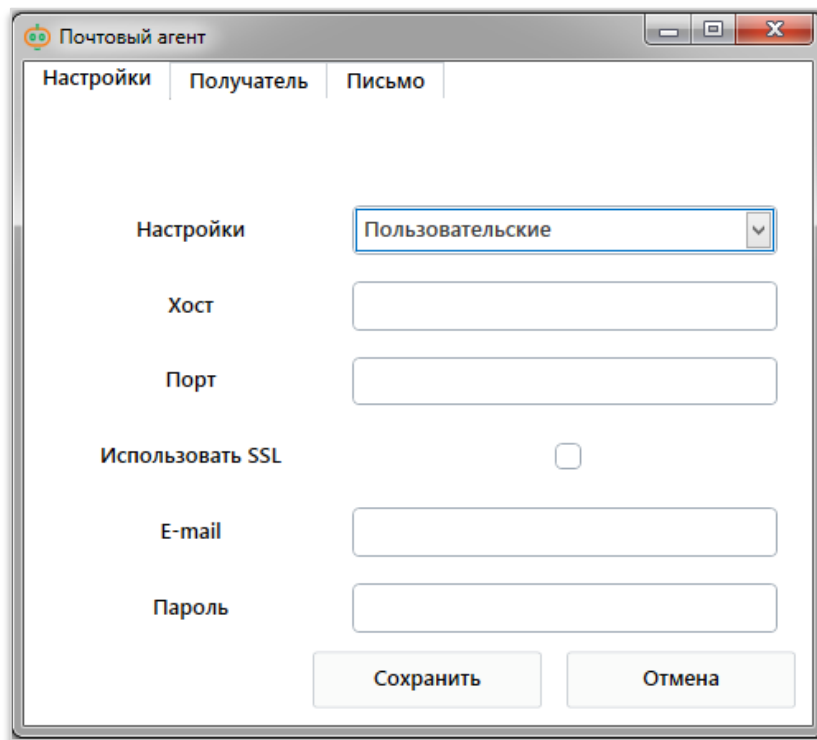 Почтовый агент
Настройки Получатель Письмо
Настройки Пользовательские
Хост
Порт
Использовать SSL
E-mail
Пароль
Сохранить Отмена